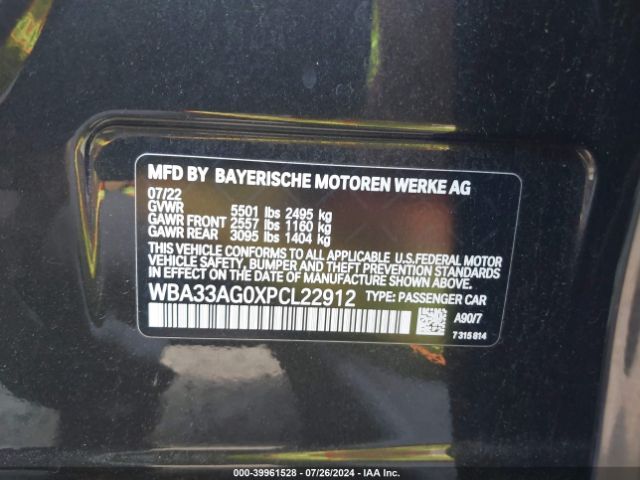 MFD BY BAYERISCHE MOTOREN WERKE AG
07/22
GVWR 5501 lbs 2495 kg
GAWR FRONT 2557 lbs 1160 kg
GAWR REAR 3095 lbs 1404 kg
THIS VEHICLE CONFORMS TO ALL APPLICABLE U.S.FEDERAL MOTOR
VEHICLE SAFETY, BUMPER, AND THEFT PREVENTION STANDARDS
IN EFFECT ON THE DATE OF MANUFACTURE SHOWN ABOVE.
WBA33AG0XPCL22912 TYPE: PASSENGER CAR
A90/7
7315814
000-39961528 - 07/26/2024 - IAA Inc.